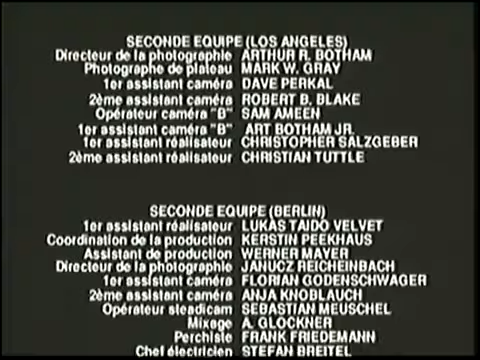 SECONDE EQUIPE (LOS ANGELES)
Directeur de la photographie ARTHUR R. BOTHAM
Photographe de plateau MARK W. GRAY
1er assistant caméra DAVE PERKAL
2ème assistant caméra ROBERT B. BLAKE
Opérateur caméra "B" SAM AMEEN
1er assistant caméra "B" ART BOTHAM JR.
1er assistant réalisateur CHRISTOPHER SALZGEBER
2ème assistant réalisateur CHRISTIAN TUTTLE
SECONDE EQUIPE (BERLIN)
1er assistant réalisateur LUKAS TAIDO VELVET
Coordination de la production KERSTIN PEEKHAUS
Assistant de production WERNER MAYER
Directeur de la photographie JANUCZ REICHEINBACH
1er assistant caméra FLORIAN GODENSCHWAGER
2ème assistant caméra ANJA KNOBLAUCH
Opérateur steadicam SEBASTIAN MEUSCHEL
Mixage A. GLOCKNER
Perchiste FRANK FRIEDEMANN
Chef électricien STEFAN BREITEL